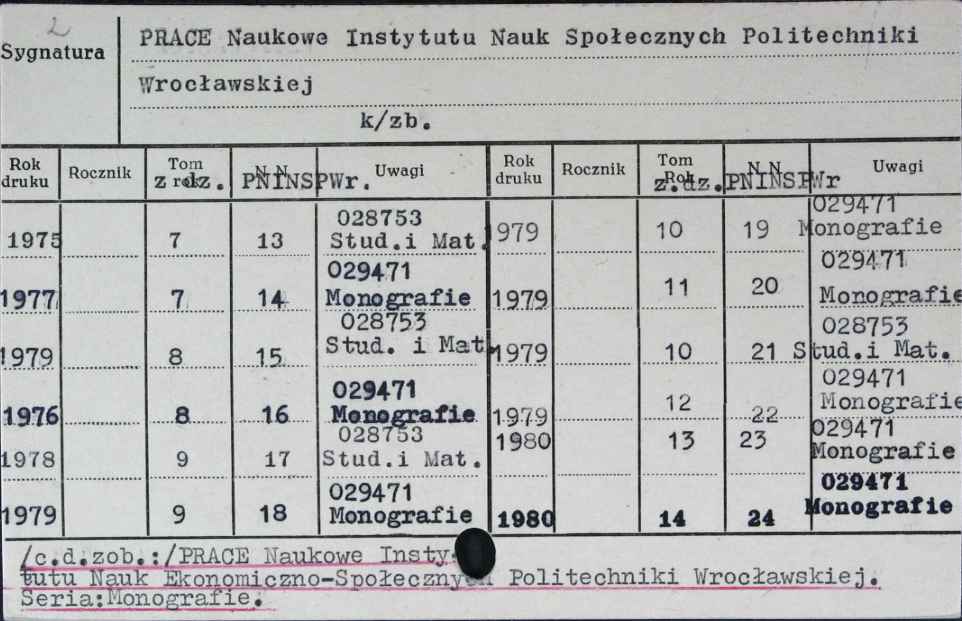 2
Sygnatura
PRACE Naukowe Instytutu Nauk Społecznych Politechniki
Wrocławskiej
k/zb.
Rok druku Rocznik Tom z dz. PNINSPWr. Uwagi Rok druku Rocznik Tom z.dz. PNINSPWr Uwagi
1975 7 13 028753 Stud.i Mat.
1977 7 14 029471 Monografie
1979 8 15 028753 Stud. i Mat.
1976 8 16 029471 Monografie
1978 9 17 028753 Stud.i Mat.
1979 9 18 029471 Monografie
1979 10 19 029471 Monografie
1979 11 20 029471 Monografie
1979 10 21 028753 Stud.i Mat.
1979 12 22 029471 Monografie
1980 13 23 029471 Monografie
1980 14 24 029471 Monografie
/c.d.zob.:/PRACE Naukowe Insty-
tutu Nauk Ekonomiczno-Społecznych Politechniki Wrocławskiej.
Seria:Monografie.